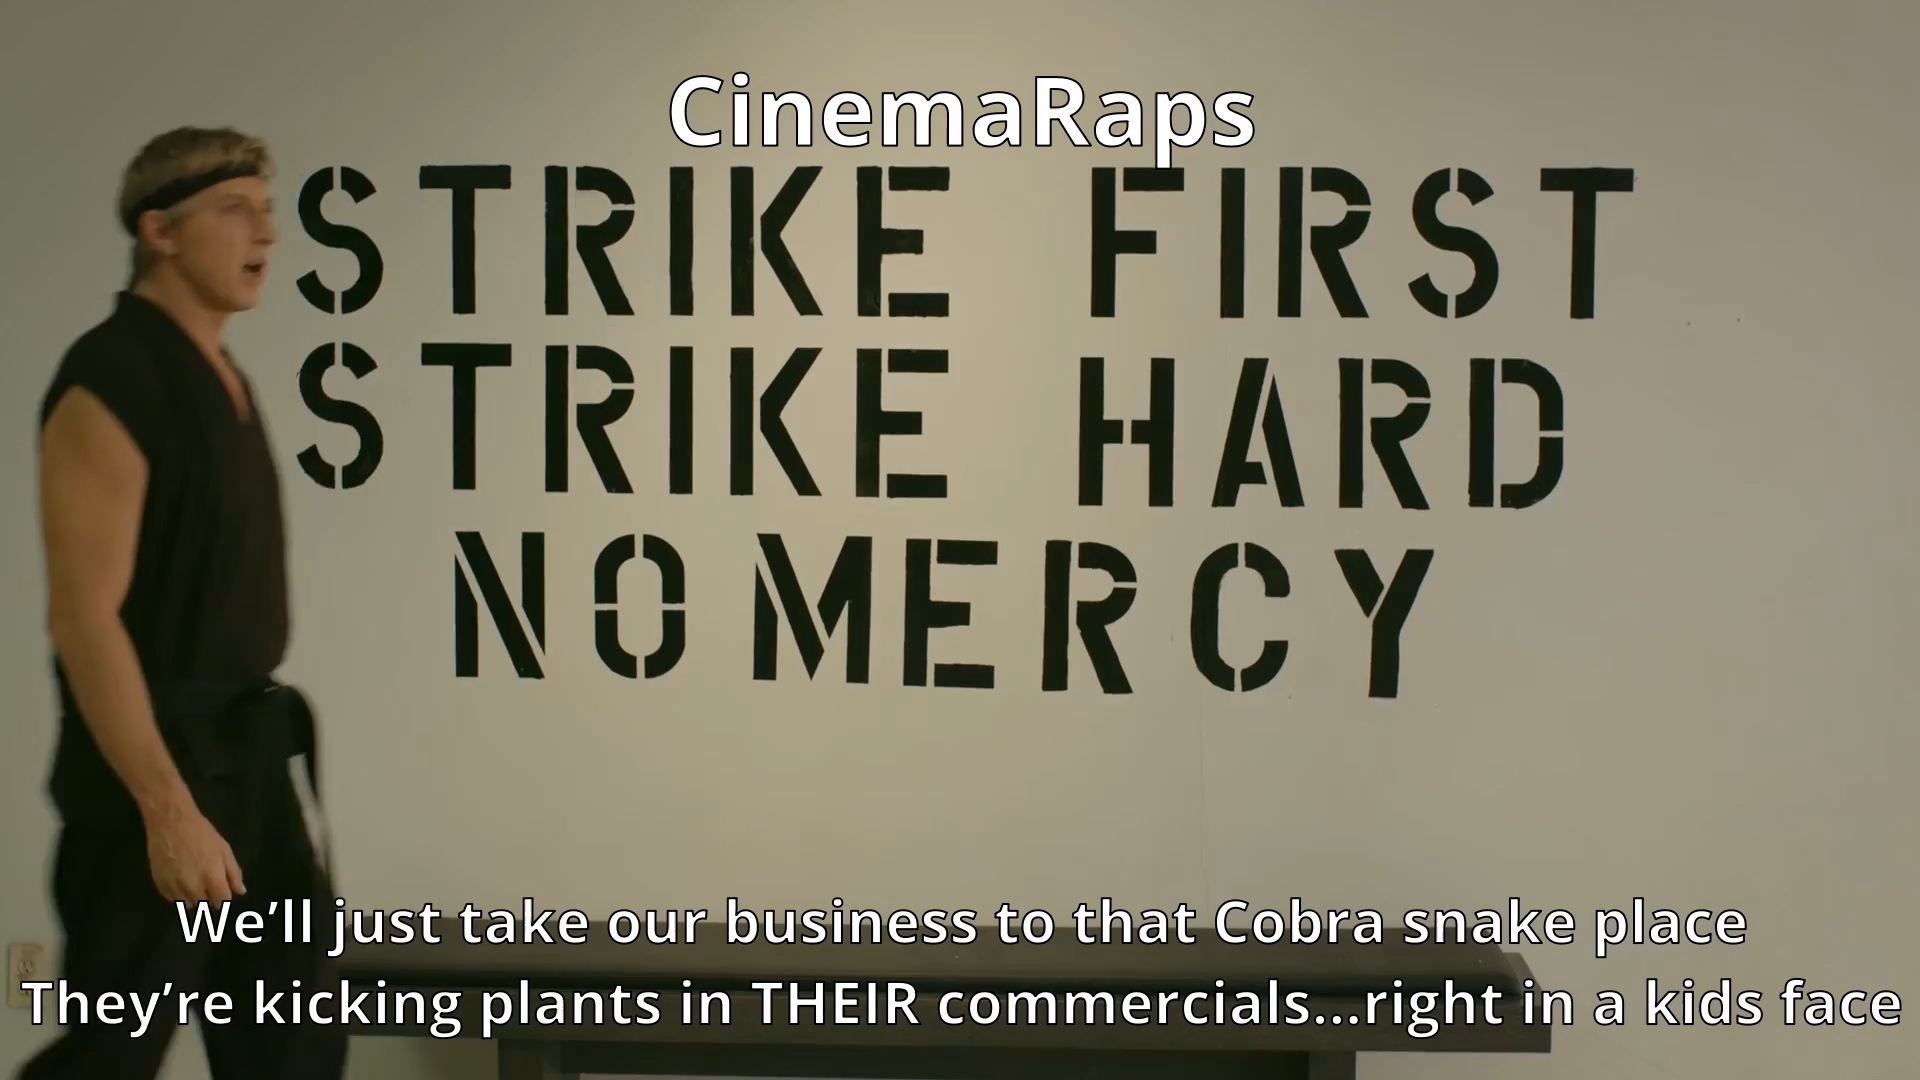 CinemaRaps
STRIKE FIRST
STRIKE HARD
NO MERCY
We’ll just take our business to that Cobra snake place
They’re kicking plants in THEIR commercials...right in a kids face